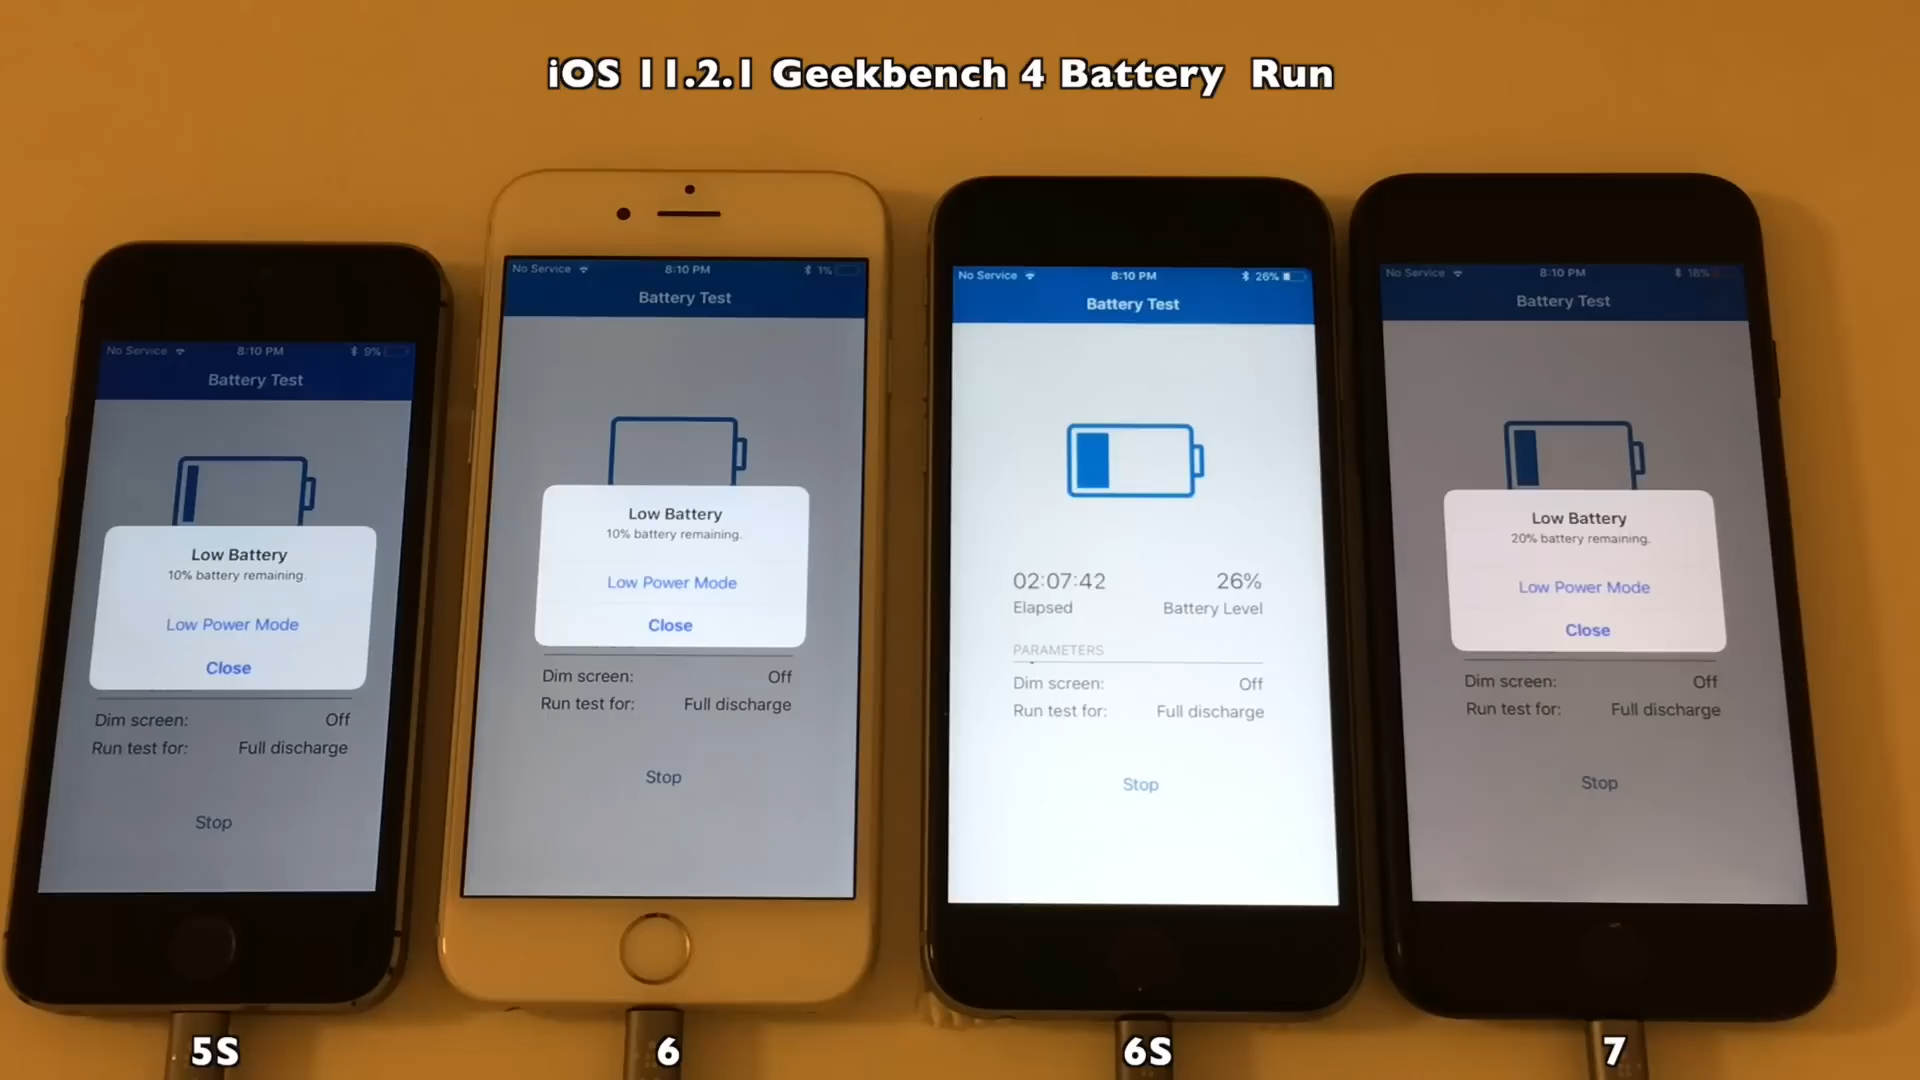 iOS 11.2.1 Geekbench 4 Battery Run
No Service 8:10 PM 9%
Battery Test
Low Battery
10% battery remaining.
Low Power Mode
Close
Dim screen: Off
Run test for: Full discharge
Stop
5S
No Service 8:10 PM 1%
Battery Test
Low Battery
10% battery remaining.
Low Power Mode
Close
Dim screen: Off
Run test for: Full discharge
Stop
6
No Service 8:10 PM 26%
Battery Test
02:07:42 26%
Elapsed Battery Level
PARAMETERS
Dim screen: Off
Run test for: Full discharge
Stop
6S
No Service 8:10 PM 18%
Battery Test
Low Battery
20% battery remaining.
Low Power Mode
Close
Dim screen: Off
Run test for: Full discharge
Stop
7